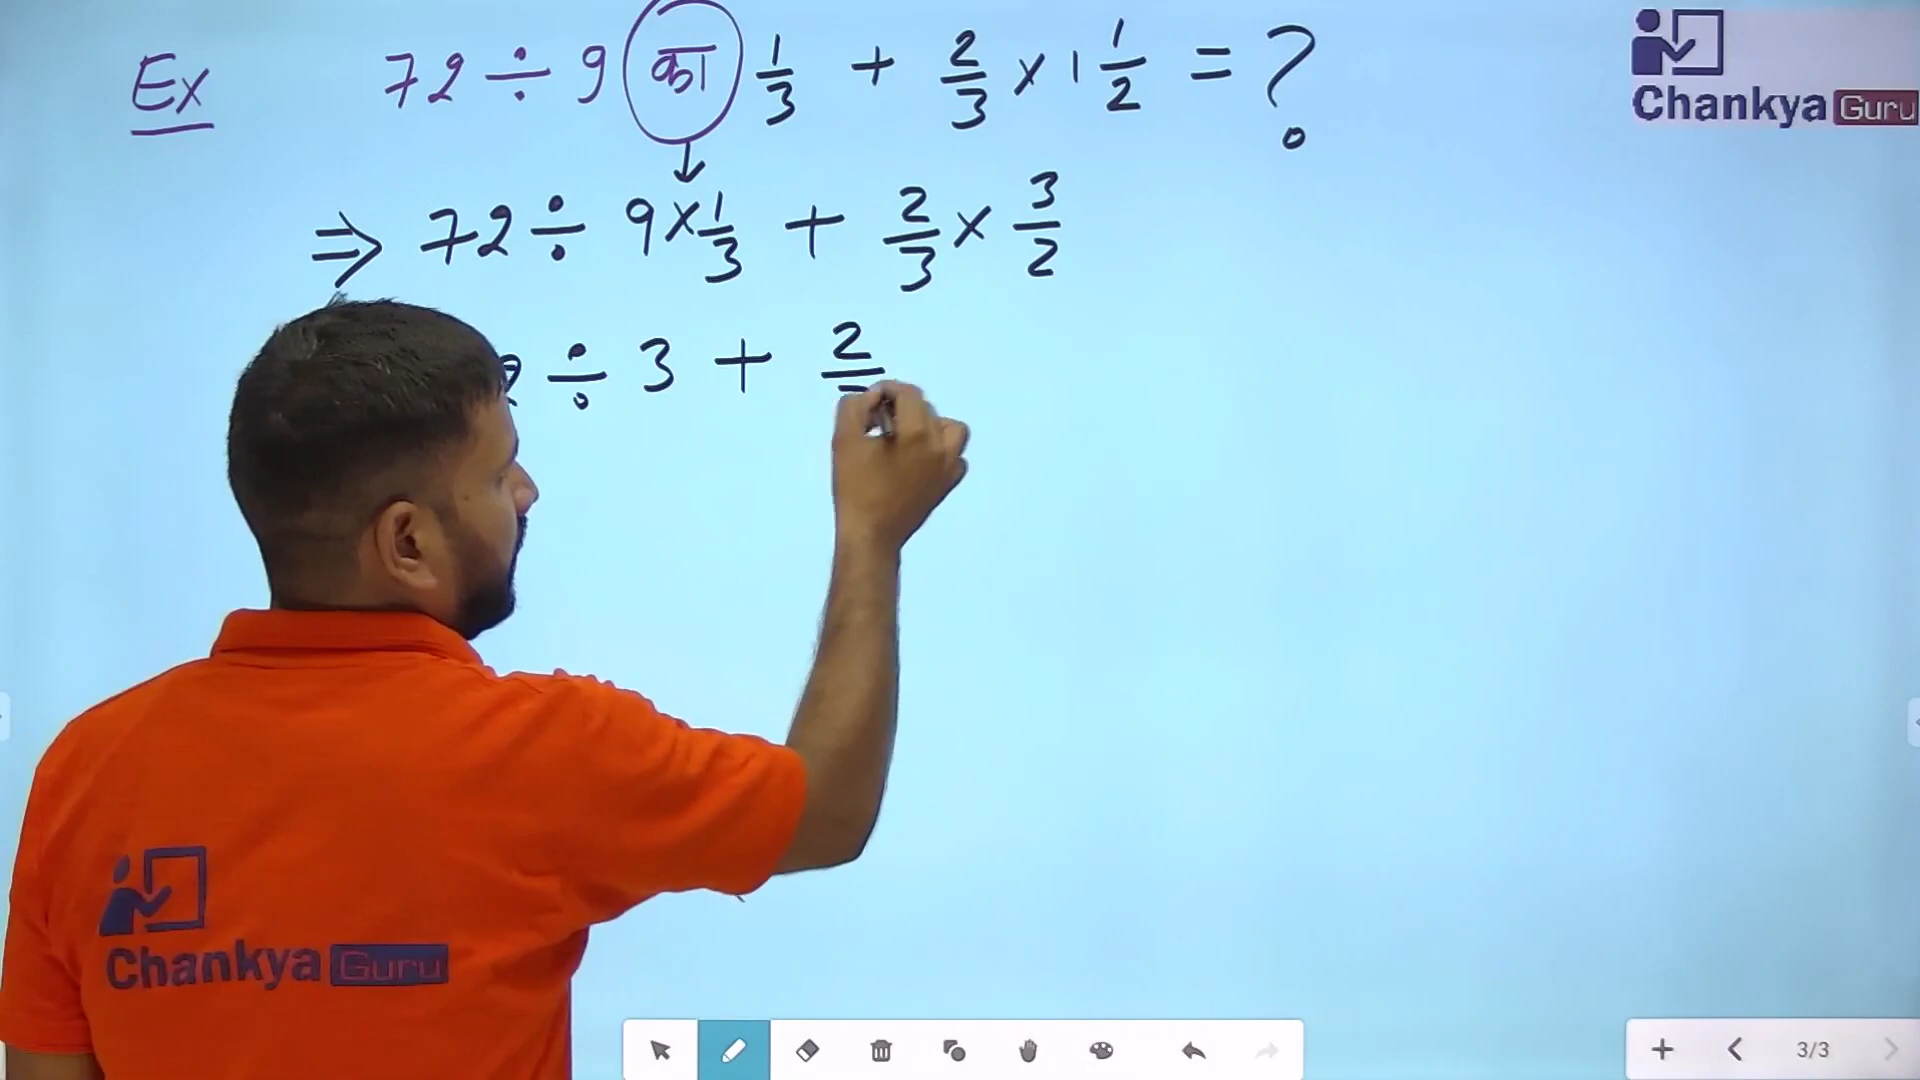 Ex 72 ÷ 9 का 1/3 + 2/3 × 1 1/2 = ?
⇒ 72 ÷ 9 × 1/3 + 2/3 × 3/2
÷ 3 + 2
Chankya Guru
Chankya Guru
3/3